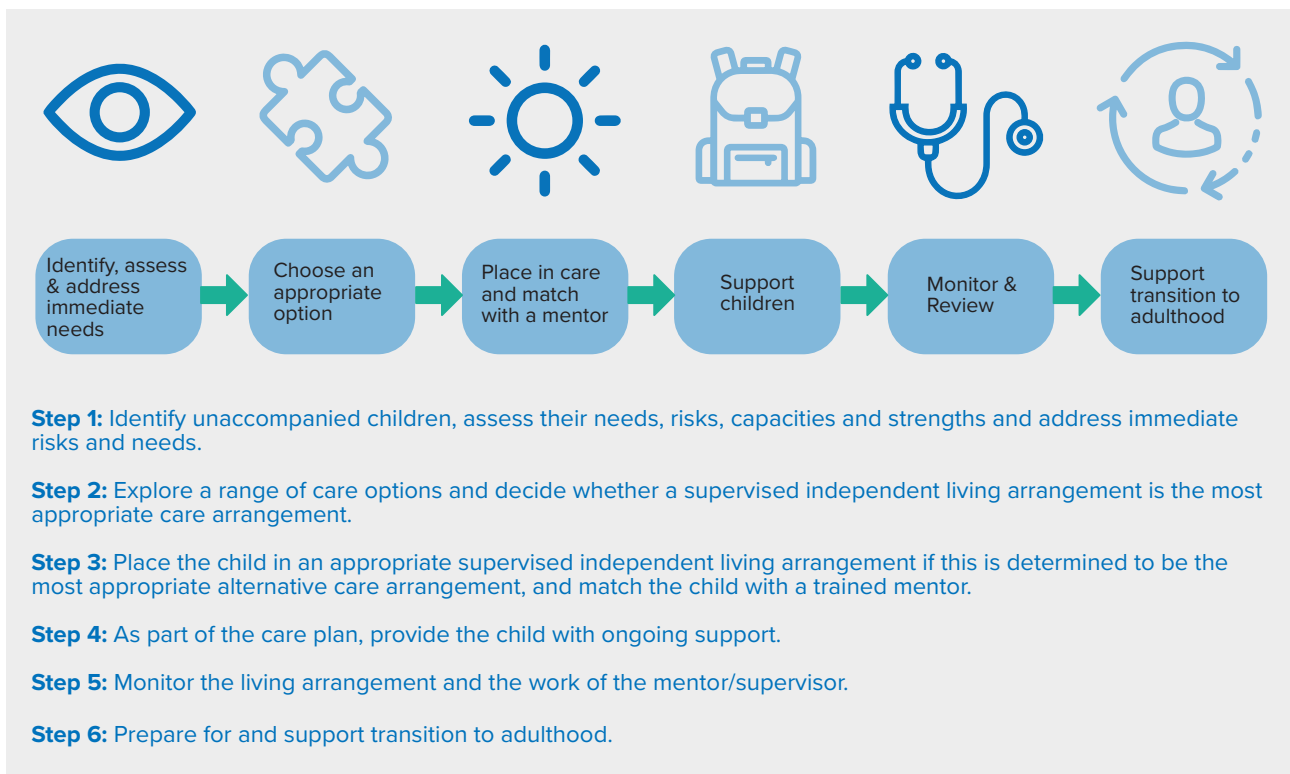 Identify, assess
& address
immediate
needs
Choose an
appropriate
option
Place in care
and match
with a mentor
Support
children
Monitor &
Review
Support
transition to
adulthood
Step 1: Identify unaccompanied children, assess their needs, risks, capacities and strengths and address immediate
risks and needs.
Step 2: Explore a range of care options and decide whether a supervised independent living arrangement is the most
appropriate care arrangement.
Step 3: Place the child in an appropriate supervised independent living arrangement if this is determined to be the
most appropriate alternative care arrangement, and match the child with a trained mentor.
Step 4: As part of the care plan, provide the child with ongoing support.
Step 5: Monitor the living arrangement and the work of the mentor/supervisor.
Step 6: Prepare for and support transition to adulthood.